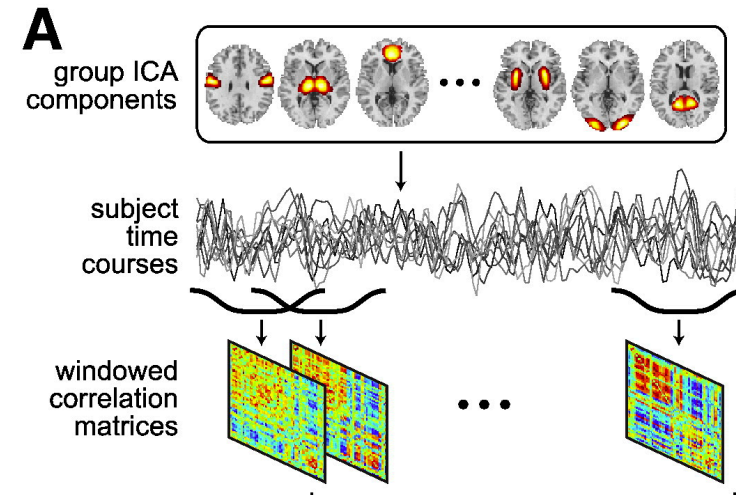 A
group ICA
components
subject
time
courses
windowed
correlation
matrices